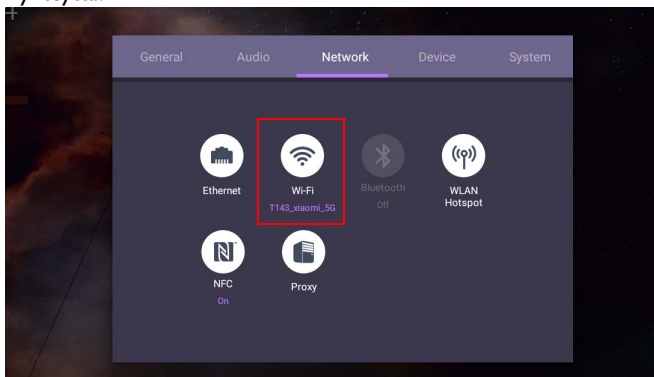 General Audio Network Device System
Ethernet Wi-Fi Bluetooth WLAN Hotspot
T143_xiaomi_5G Off
NFC Proxy
On